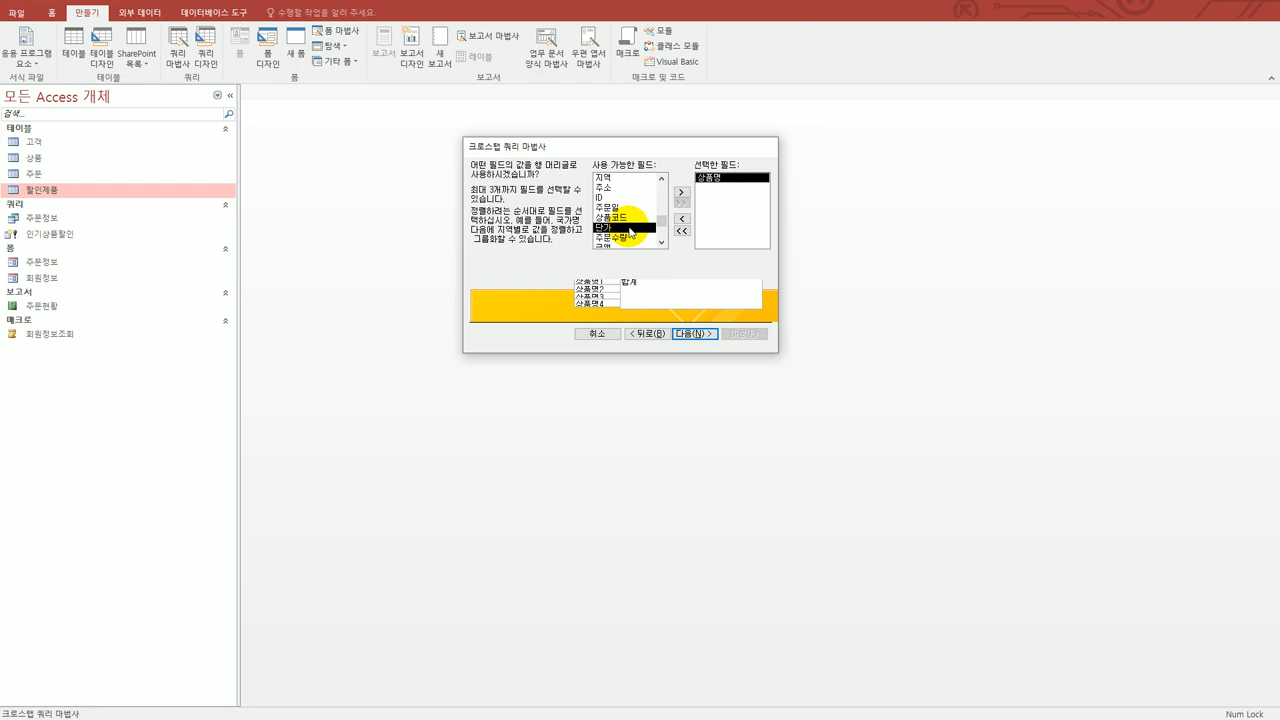 파일 홈 만들기 외부 데이터 데이터베이스 도구 수행할 작업을 알려 주세요.
응용 프로그램 요소
테이블
테이블 디자인
SharePoint 목록
쿼리 마법사
쿼리 디자인
폼
폼 디자인
새 폼
폼 마법사
탐색
기타 폼
보고서
보고서 디자인
새 보고서
보고서 마법사
레이블
업무 문서 양식 마법사
우편 엽서 마법사
매크로
모듈
클래스 모듈
Visual Basic
서식 파일 테이블 쿼리 폼 보고서 매크로 및 코드
모든 Access 개체
검색...
테이블
고객
상품
주문
할인제품
쿼리
주문정보
인기상품할인
폼
주문정보
회원정보
보고서
주문현황
매크로
회원정보조회
크로스탭 쿼리 마법사
어떤 필드의 값을 행 머리글로
사용하시겠습니까?
최대 3개까지 필드를 선택할 수
있습니다.
정렬하려는 순서대로 필드를 선
택하십시오. 예를 들어, 국가명
다음에 지역별로 값을 정렬하고
그룹화할 수 있습니다.
사용 가능한 필드:
지역
주소
ID
주문일
상품코드
단가
주문수량
금액
선택한 필드:
상품명
>
>>
<
<<
상품명1 합계
상품명2
상품명3
상품명4
취소 < 뒤로(B) 다음(N) >
크로스탭 쿼리 마법사
Num Lock